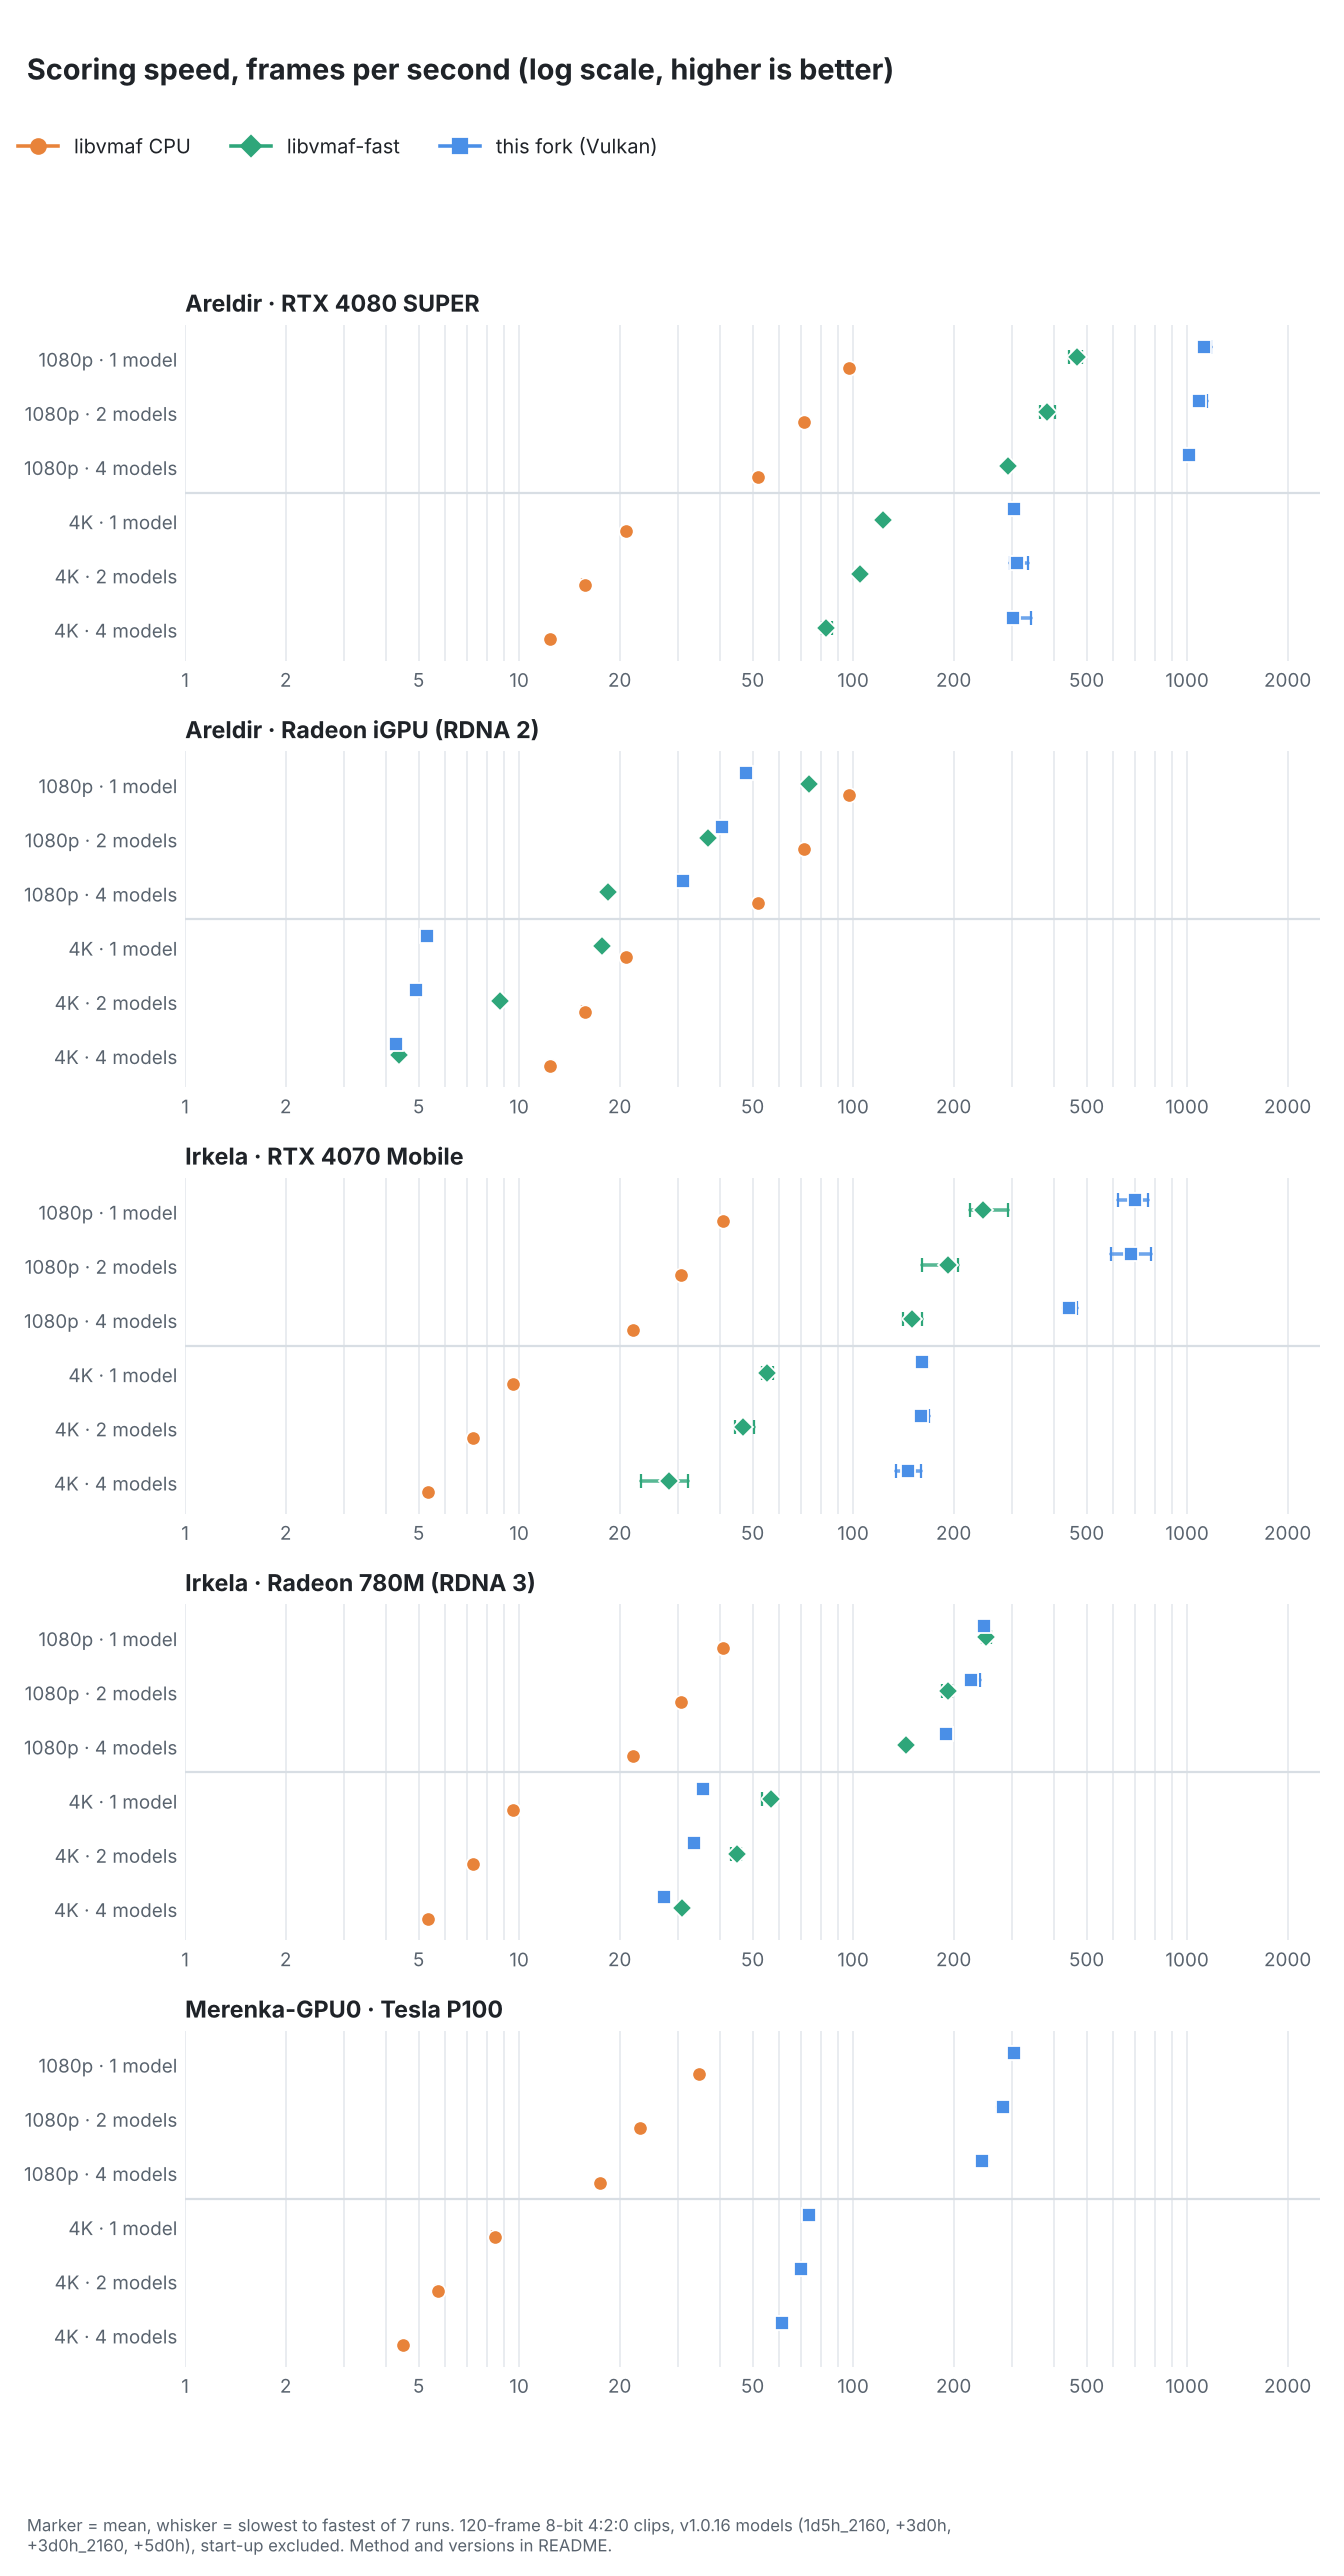 Scoring speed, frames per second (log scale, higher is better)
libvmaf CPU libvmaf-fast this fork (Vulkan)
Areldir · RTX 4080 SUPER
1080p · 1 model
1080p · 2 models
1080p · 4 models
4K · 1 model
4K · 2 models
4K · 4 models
1 2 5 10 20 50 100 200 500 1000 2000
Areldir · Radeon iGPU (RDNA 2)
1080p · 1 model
1080p · 2 models
1080p · 4 models
4K · 1 model
4K · 2 models
4K · 4 models
1 2 5 10 20 50 100 200 500 1000 2000
Irkela · RTX 4070 Mobile
1080p · 1 model
1080p · 2 models
1080p · 4 models
4K · 1 model
4K · 2 models
4K · 4 models
1 2 5 10 20 50 100 200 500 1000 2000
Irkela · Radeon 780M (RDNA 3)
1080p · 1 model
1080p · 2 models
1080p · 4 models
4K · 1 model
4K · 2 models
4K · 4 models
1 2 5 10 20 50 100 200 500 1000 2000
Merenka-GPU0 · Tesla P100
1080p · 1 model
1080p · 2 models
1080p · 4 models
4K · 1 model
4K · 2 models
4K · 4 models
1 2 5 10 20 50 100 200 500 1000 2000
Marker = mean, whisker = slowest to fastest of 7 runs. 120-frame 8-bit 4:2:0 clips, v1.0.16 models (1d5h_2160, +3d0h,
+3d0h_2160, +5d0h), start-up excluded. Method and versions in README.